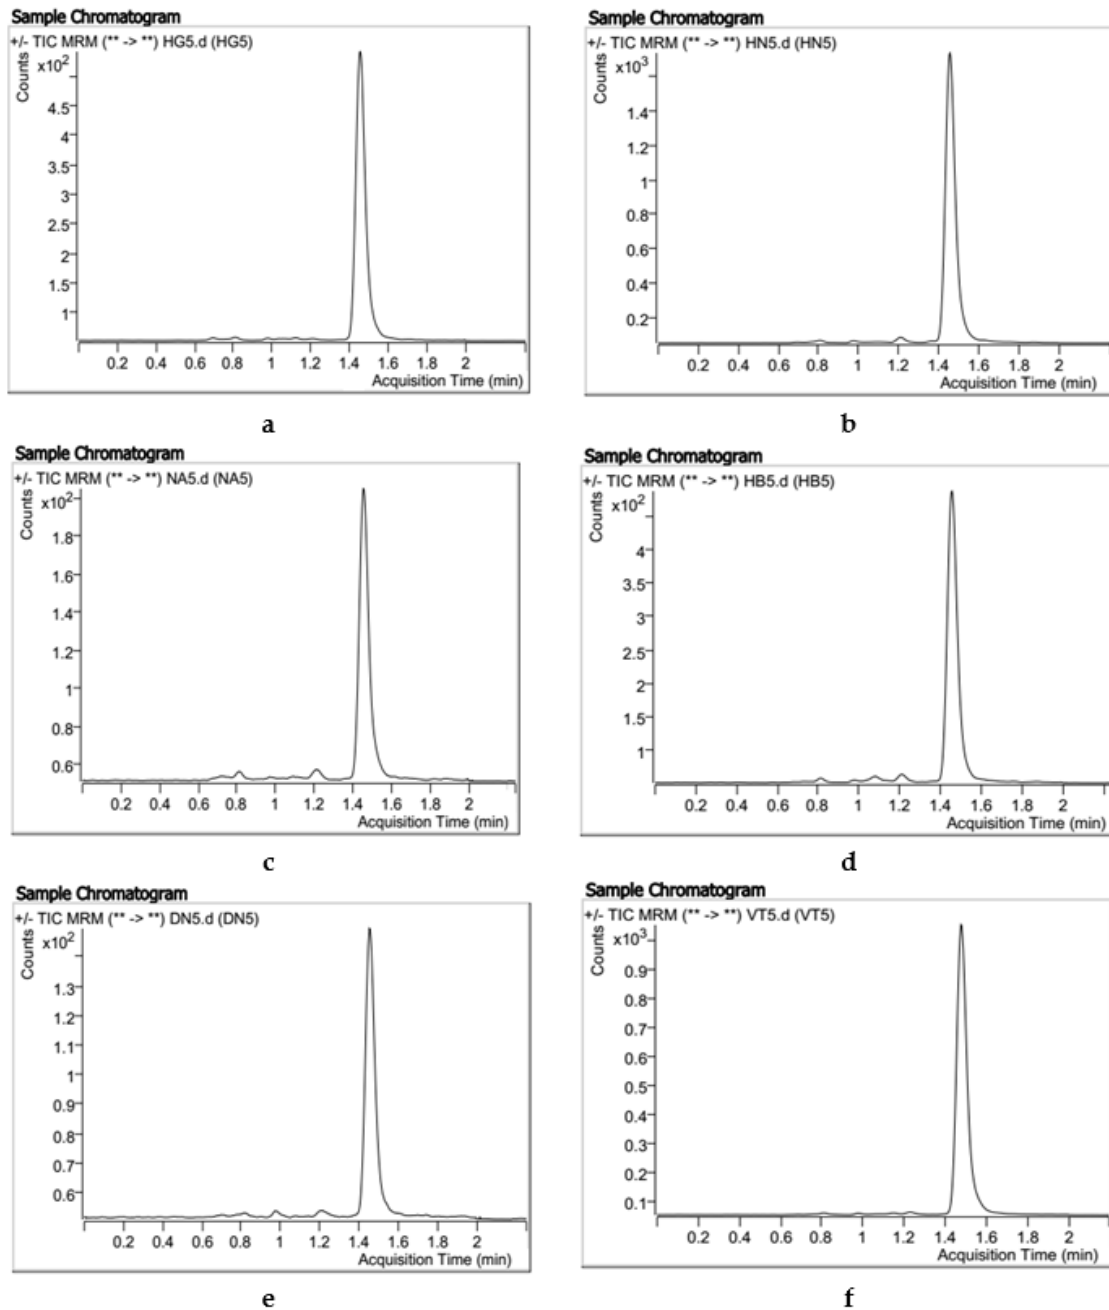 Sample Chromatogram
+/- TIC MRM (** -> **) HG5.d (HG5)
Counts
x10²
4.5
4
3.5
3
2.5
2
1.5
1
0.2 0.4 0.6 0.8 1 1.2 1.4 1.6 1.8 2
Acquisition Time (min)
a
Sample Chromatogram
+/- TIC MRM (** -> **) HN5.d (HN5)
Counts
x10³
1.4
1.2
1
0.8
0.6
0.4
0.2
0.2 0.4 0.6 0.8 1 1.2 1.4 1.6 1.8 2
Acquisition Time (min)
b
Sample Chromatogram
+/- TIC MRM (** -> **) NA5.d (NA5)
Counts
x10²
1.8
1.6
1.4
1.2
1
0.8
0.6
0.2 0.4 0.6 0.8 1 1.2 1.4 1.6 1.8 2
Acquisition Time (min)
c
Sample Chromatogram
+/- TIC MRM (** -> **) HB5.d (HB5)
Counts
x10²
4
3.5
3
2.5
2
1.5
1
0.2 0.4 0.6 0.8 1 1.2 1.4 1.6 1.8 2
Acquisition Time (min)
d
Sample Chromatogram
+/- TIC MRM (** -> **) DN5.d (DN5)
Counts
x10²
1.3
1.2
1.1
1
0.9
0.8
0.7
0.6
0.2 0.4 0.6 0.8 1 1.2 1.4 1.6 1.8 2
Acquisition Time (min)
e
Sample Chromatogram
+/- TIC MRM (** -> **) VT5.d (VT5)
Counts
x10³
0.9
0.8
0.7
0.6
0.5
0.4
0.3
0.2
0.1
0.2 0.4 0.6 0.8 1 1.2 1.4 1.6 1.8 2
Acquisition Time (min)
f